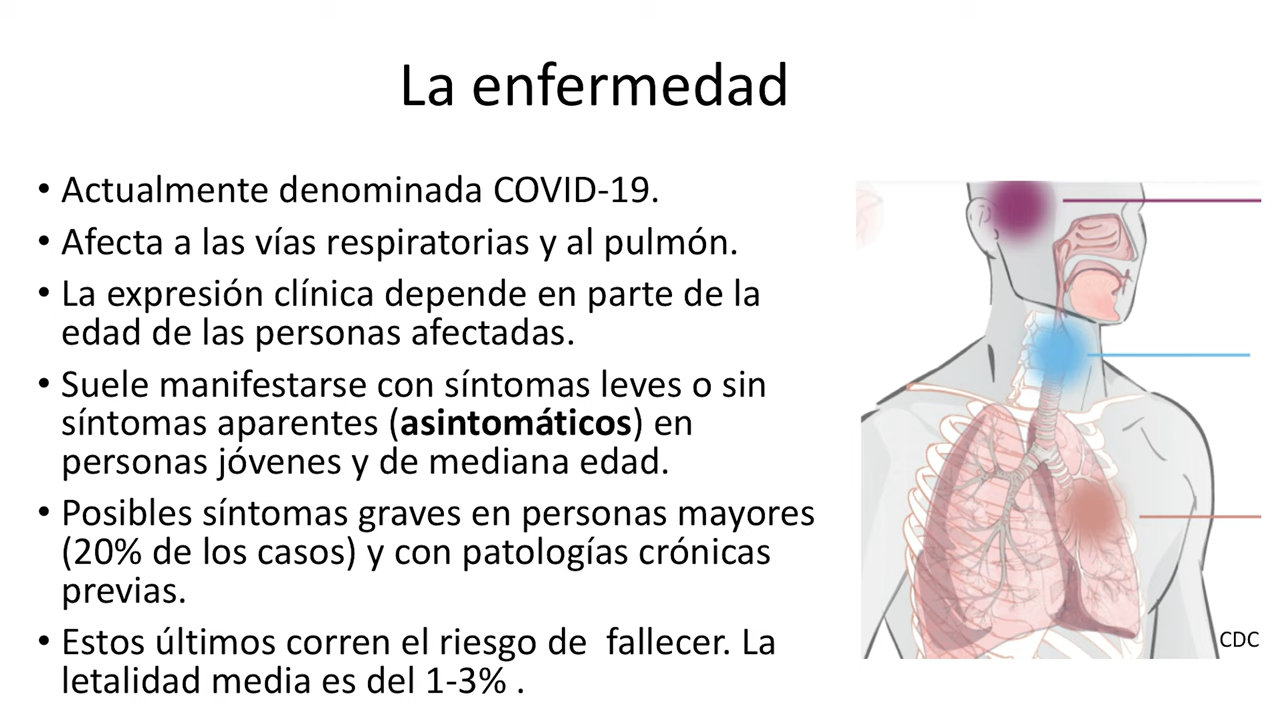 La enfermedad
• Actualmente denominada COVID-19.
• Afecta a las vías respiratorias y al pulmón.
• La expresión clínica depende en parte de la
edad de las personas afectadas.
• Suele manifestarse con síntomas leves o sin
síntomas aparentes (asintomáticos) en
personas jóvenes y de mediana edad.
• Posibles síntomas graves en personas mayores
(20% de los casos) y con patologías crónicas
previas.
• Estos últimos corren el riesgo de  fallecer. La
letalidad media es del 1-3% .
CDC